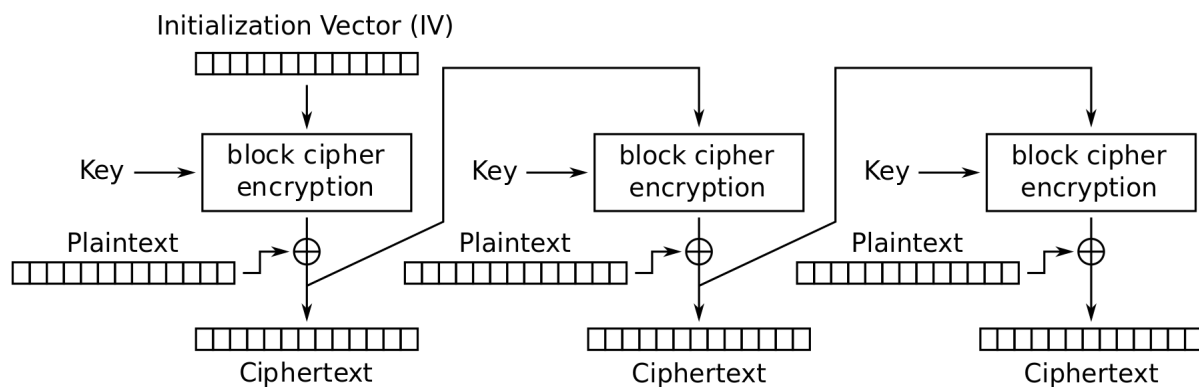 Initialization Vector (IV)
Key
block cipher
encryption
Key
block cipher
encryption
Key
block cipher
encryption
Plaintext
Plaintext
Plaintext
Ciphertext
Ciphertext
Ciphertext